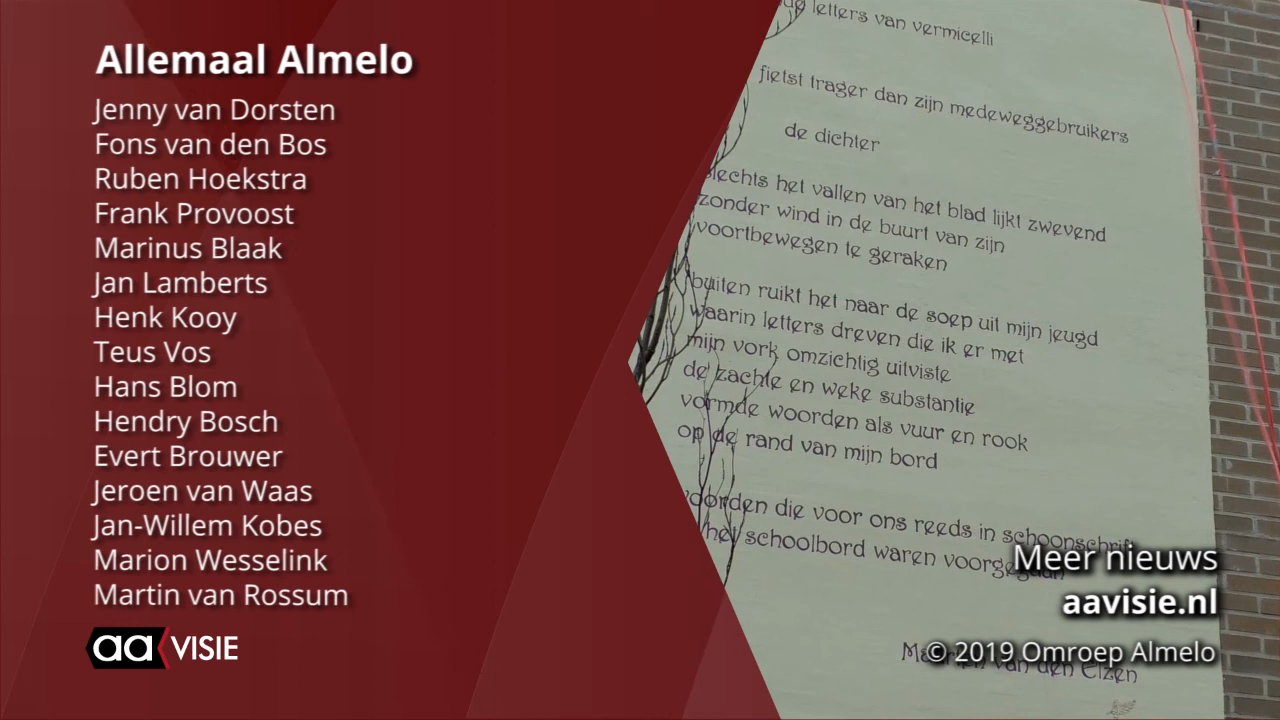 Allemaal Almelo
Jenny van Dorsten
Fons van den Bos
Ruben Hoekstra
Frank Provoost
Marinus Blaak
Jan Lamberts
Henk Kooy
Teus Vos
Hans Blom
Hendry Bosch
Evert Brouwer
Jeroen van Waas
Jan-Willem Kobes
Marion Wesselink
Martin van Rossum
aa VISIE
de letters van vermicelli
fietst trager dan zijn medeweggebruikers
de dichter
slechts het vallen van het blad lijkt zwevend
zonder wind in de buurt van zijn
voortbewegen te geraken
buiten ruikt het naar de soep uit mijn jeugd
waarin letters dreven die ik er met
mijn vork omzichtig uitviste
de zachte en weke substantie
vormde woorden als vuur en rook
op de rand van mijn bord
woorden die voor ons reeds in schoonschrift
het schoolbord waren voorgegaan
van den Elzen
Meer nieuws
aavisie.nl
© 2019 Omroep Almelo